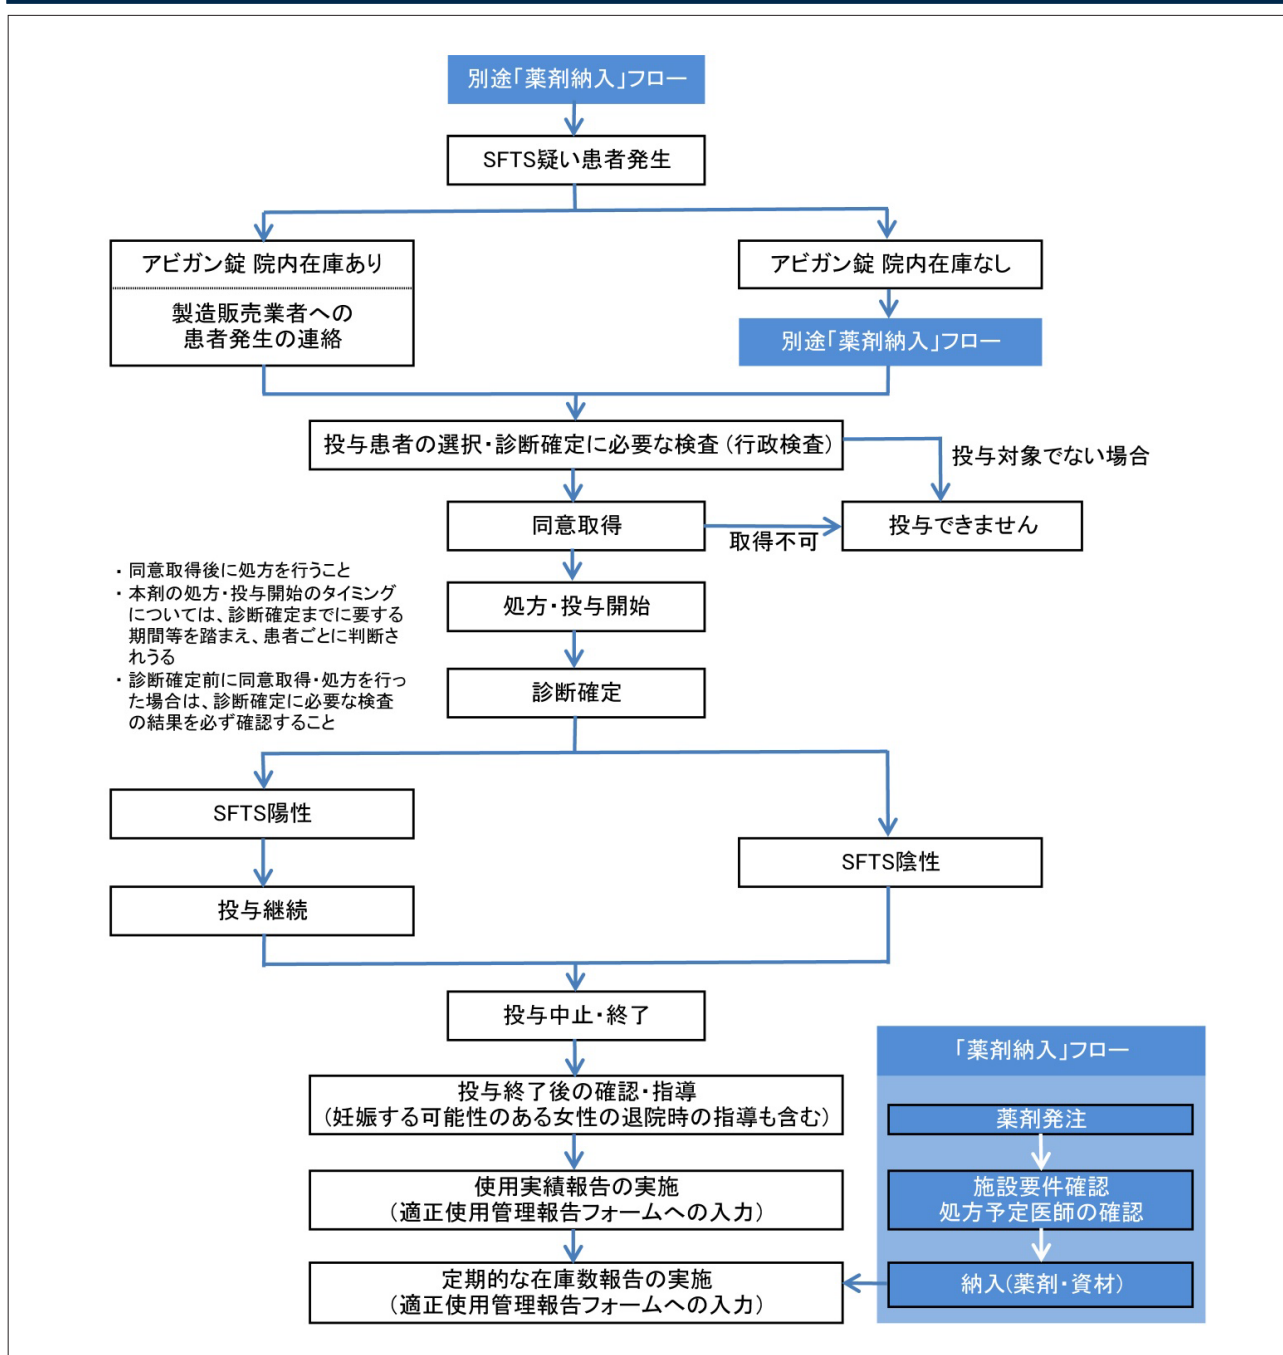 別途「薬剤納入」フロー
SFTS疑い患者発生
アビガン錠 院内在庫あり
製造販売業者への
患者発生の連絡
アビガン錠 院内在庫なし
別途「薬剤納入」フロー
投与患者の選択・診断確定に必要な検査（行政検査）
投与対象でない場合
同意取得
取得不可
投与できません
・同意取得後に処方を行うこと
・本剤の処方・投与開始のタイミング
については、診断確定までに要する
期間等を踏まえ、患者ごとに判断さ
れうる
・診断確定前に同意取得・処方を行っ
た場合は、診断確定に必要な検査
の結果を必ず確認すること
処方・投与開始
診断確定
SFTS陽性
SFTS陰性
投与継続
投与中止・終了
投与終了後の確認・指導
（妊娠する可能性のある女性の退院時の指導も含む）
使用実績報告の実施
（適正使用管理報告フォームへの入力）
定期的な在庫数報告の実施
（適正使用管理報告フォームへの入力）
「薬剤納入」フロー
薬剤発注
施設要件確認
処方予定医師の確認
納入(薬剤・資材)